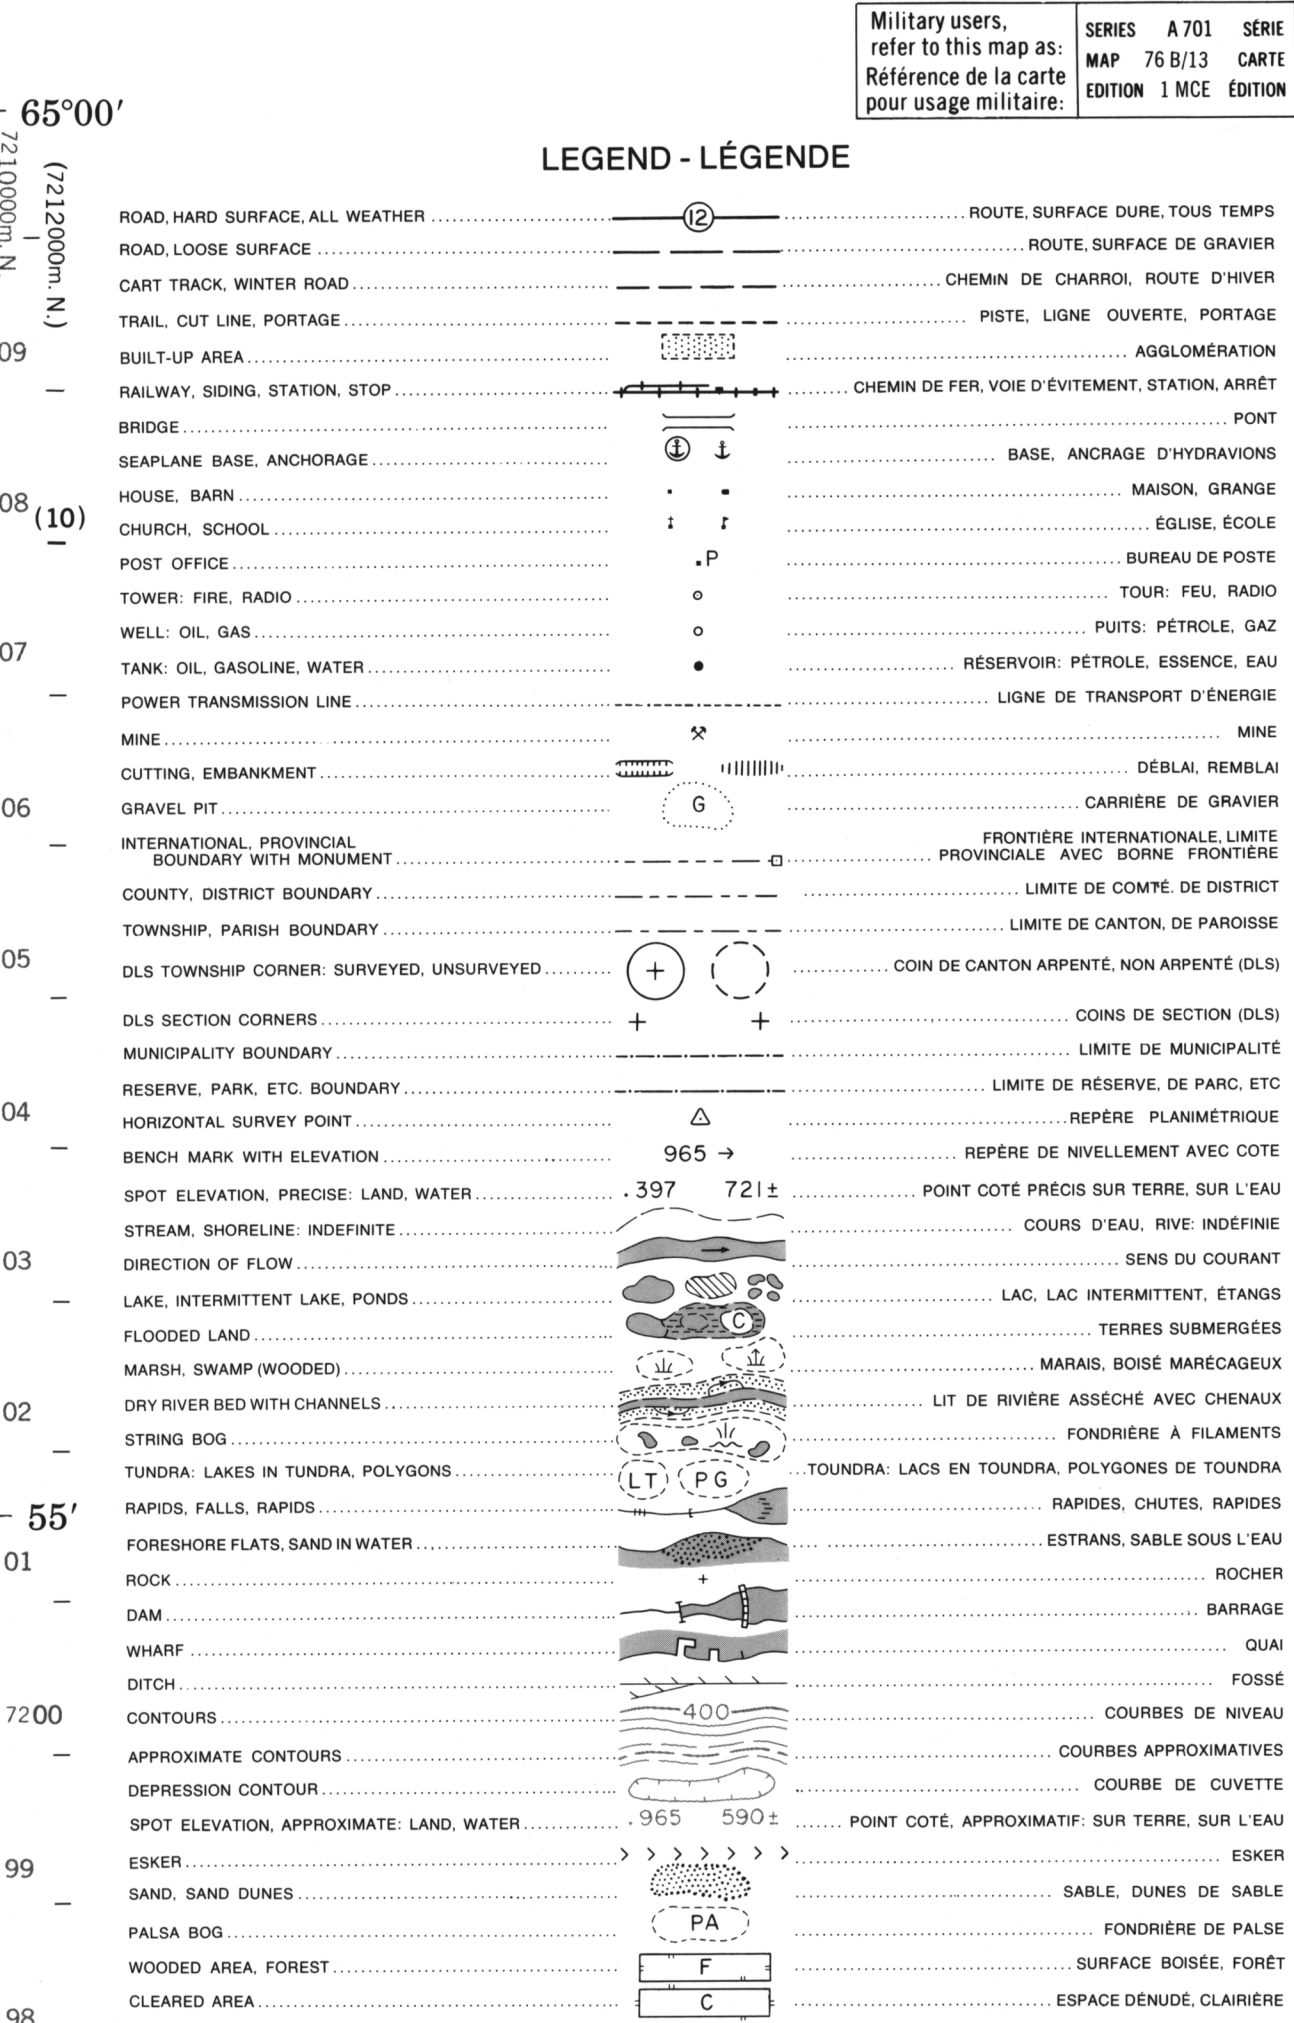 Military users,
refer to this map as:
Référence de la carte
pour usage militaire:
SERIES A 701 SÉRIE
MAP 76 B/13 CARTE
EDITION 1 MCE ÉDITION
65°00′
7210000m. N.
(7212000m. N.)
LEGEND - LÉGENDE
ROAD, HARD SURFACE, ALL WEATHER 12 ROUTE, SURFACE DURE, TOUS TEMPS
ROAD, LOOSE SURFACE ROUTE, SURFACE DE GRAVIER
CART TRACK, WINTER ROAD CHEMIN DE CHARROI, ROUTE D'HIVER
TRAIL, CUT LINE, PORTAGE PISTE, LIGNE OUVERTE, PORTAGE
09
BUILT-UP AREA AGGLOMÉRATION
RAILWAY, SIDING, STATION, STOP CHEMIN DE FER, VOIE D'ÉVITEMENT, STATION, ARRÊT
BRIDGE PONT
SEAPLANE BASE, ANCHORAGE BASE, ANCRAGE D'HYDRAVIONS
HOUSE, BARN MAISON, GRANGE
08
(10)
CHURCH, SCHOOL ÉGLISE, ÉCOLE
POST OFFICE P BUREAU DE POSTE
TOWER: FIRE, RADIO TOUR: FEU, RADIO
WELL: OIL, GAS PUITS: PÉTROLE, GAZ
07
TANK: OIL, GASOLINE, WATER RÉSERVOIR: PÉTROLE, ESSENCE, EAU
POWER TRANSMISSION LINE LIGNE DE TRANSPORT D'ÉNERGIE
MINE MINE
CUTTING, EMBANKMENT DÉBLAI, REMBLAI
06
GRAVEL PIT G CARRIÈRE DE GRAVIER
INTERNATIONAL, PROVINCIAL FRONTIÈRE INTERNATIONALE, LIMITE
BOUNDARY WITH MONUMENT PROVINCIALE AVEC BORNE FRONTIÈRE
COUNTY, DISTRICT BOUNDARY LIMITE DE COMTÉ. DE DISTRICT
TOWNSHIP, PARISH BOUNDARY LIMITE DE CANTON, DE PAROISSE
05
DLS TOWNSHIP CORNER: SURVEYED, UNSURVEYED COIN DE CANTON ARPENTÉ, NON ARPENTÉ (DLS)
DLS SECTION CORNERS COINS DE SECTION (DLS)
MUNICIPALITY BOUNDARY LIMITE DE MUNICIPALITÉ
RESERVE, PARK, ETC. BOUNDARY LIMITE DE RÉSERVE, DE PARC, ETC
04
HORIZONTAL SURVEY POINT REPÈRE PLANIMÉTRIQUE
BENCH MARK WITH ELEVATION 965 → REPÈRE DE NIVELLEMENT AVEC COTE
SPOT ELEVATION, PRECISE: LAND, WATER .397 721± POINT COTÉ PRÉCIS SUR TERRE, SUR L'EAU
STREAM, SHORELINE: INDEFINITE COURS D'EAU, RIVE: INDÉFINIE
03
DIRECTION OF FLOW SENS DU COURANT
LAKE, INTERMITTENT LAKE, PONDS LAC, LAC INTERMITTENT, ÉTANGS
FLOODED LAND C TERRES SUBMERGÉES
MARSH, SWAMP (WOODED) MARAIS, BOISÉ MARÉCAGEUX
02
DRY RIVER BED WITH CHANNELS LIT DE RIVIÈRE ASSÉCHÉ AVEC CHENAUX
STRING BOG FONDRIÈRE À FILAMENTS
TUNDRA: LAKES IN TUNDRA, POLYGONS LT PG TOUNDRA: LACS EN TOUNDRA, POLYGONES DE TOUNDRA
55′
RAPIDS, FALLS, RAPIDS RAPIDES, CHUTES, RAPIDES
FORESHORE FLATS, SAND IN WATER ESTRANS, SABLE SOUS L'EAU
01
ROCK ROCHER
DAM BARRAGE
WHARF QUAI
DITCH FOSSÉ
7200
CONTOURS 400 COURBES DE NIVEAU
APPROXIMATE CONTOURS COURBES APPROXIMATIVES
DEPRESSION CONTOUR COURBE DE CUVETTE
SPOT ELEVATION, APPROXIMATE: LAND, WATER .965 590± POINT COTÉ, APPROXIMATIF: SUR TERRE, SUR L'EAU
99
ESKER ESKER
SAND, SAND DUNES SABLE, DUNES DE SABLE
PALSA BOG PA FONDRIÈRE DE PALSE
WOODED AREA, FOREST F SURFACE BOISÉE, FORÊT
CLEARED AREA C ESPACE DÉNUDÉ, CLAIRIÈRE
98